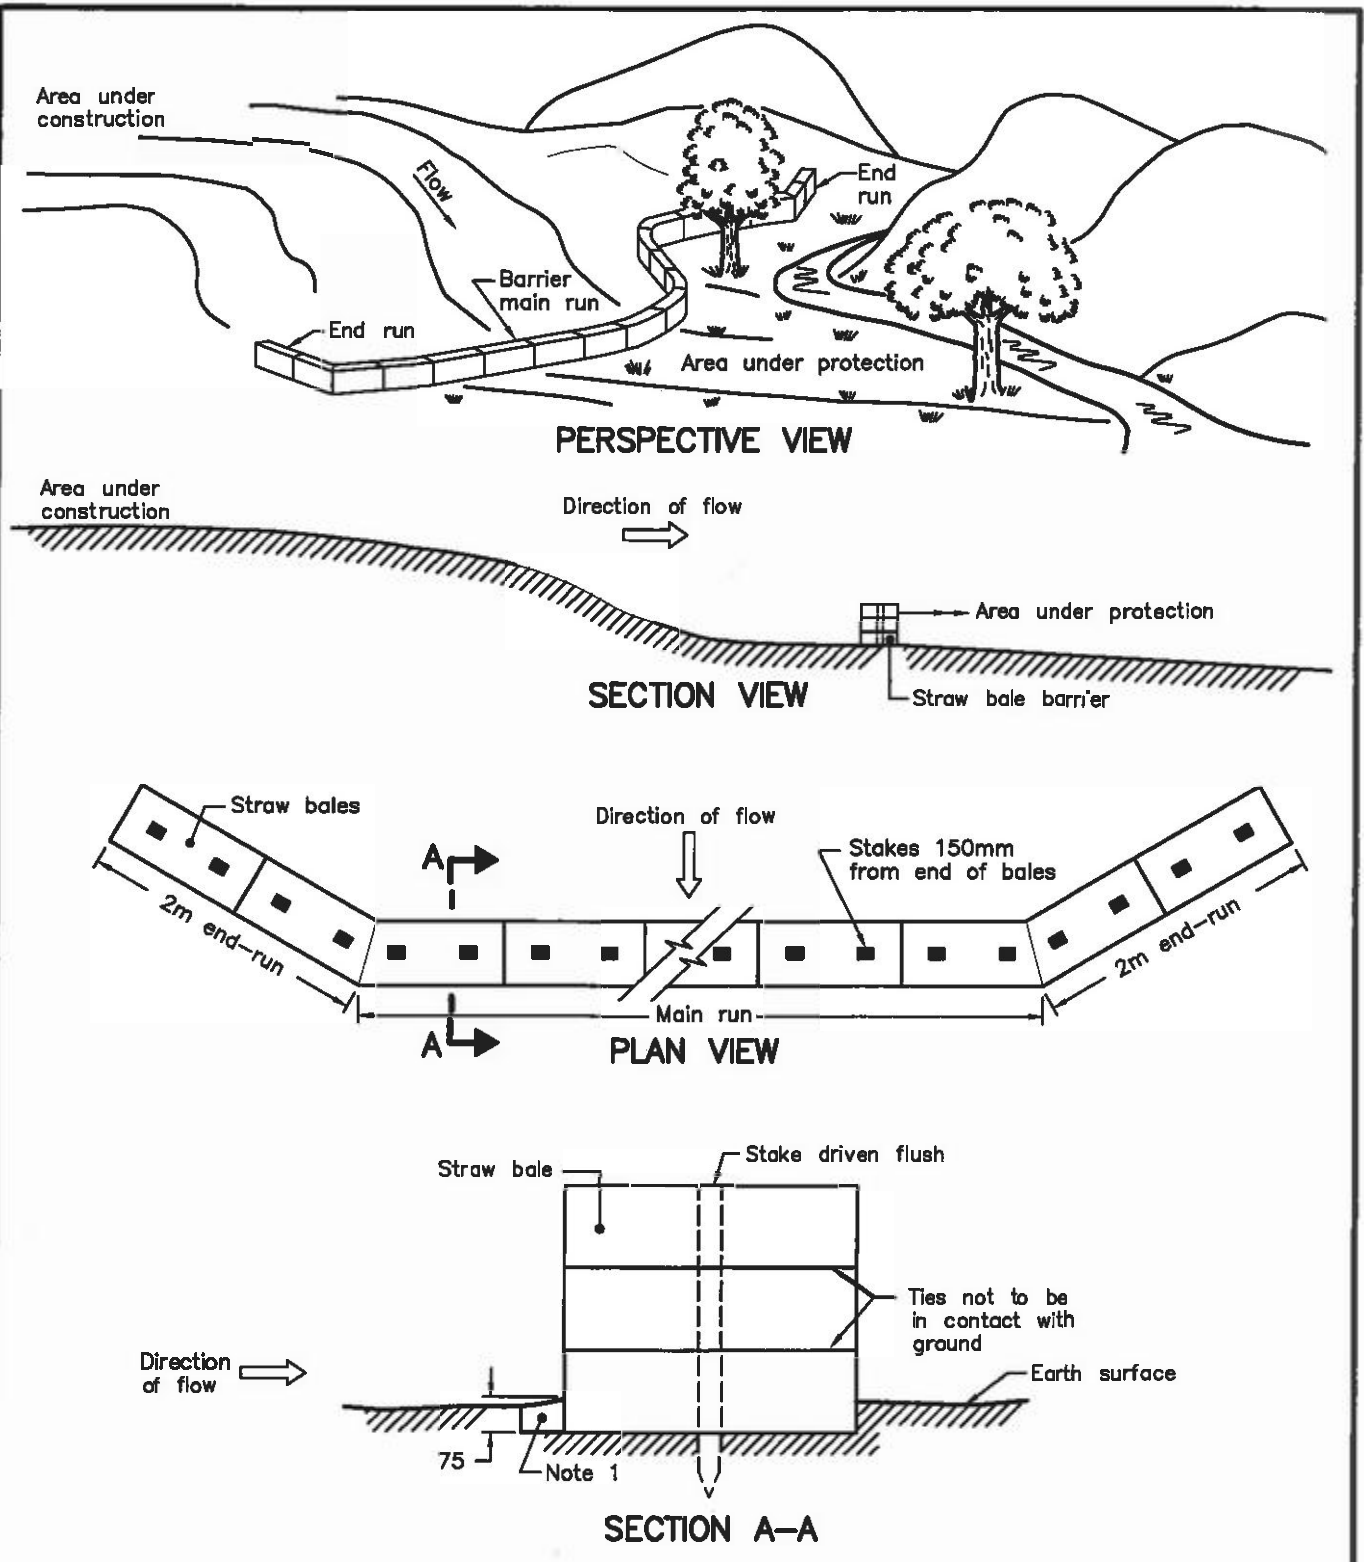 Area under
construction
Flow
End
run
Barrier
main run
End run
Area under protection
PERSPECTIVE VIEW
Area under
construction
Direction of flow
Area under protection
SECTION VIEW
Straw bale barrier
Straw bales
Direction of flow
A
Stakes 150mm
from end of bales
2m end-run
2m end-run
Main run
A
PLAN VIEW
Stake driven flush
Straw bale
Ties not to be
in contact with
ground
Direction
of flow
Earth surface
75
Note 1
SECTION A-A